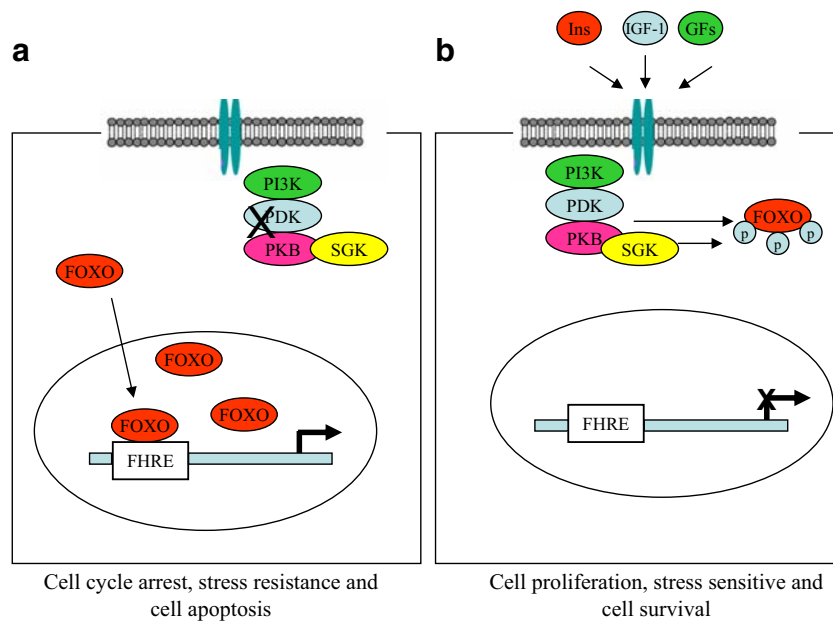 a
PI3K
PDK
X
PKB
SGK
FOXO
FOXO
FOXO
FOXO
FHRE
Cell cycle arrest, stress resistance and
cell apoptosis
b
Ins
IGF-1
GFs
PI3K
PDK
PKB
SGK
FOXO
p
p
p
X
FHRE
Cell proliferation, stress sensitive and
cell survival